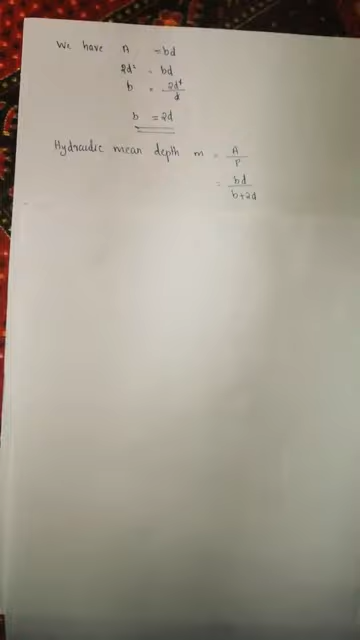 We have A = bd
2d² = bd
b = 2d²/d
b = 2d
Hydraulic mean depth m = A/P
= bd/b+2d